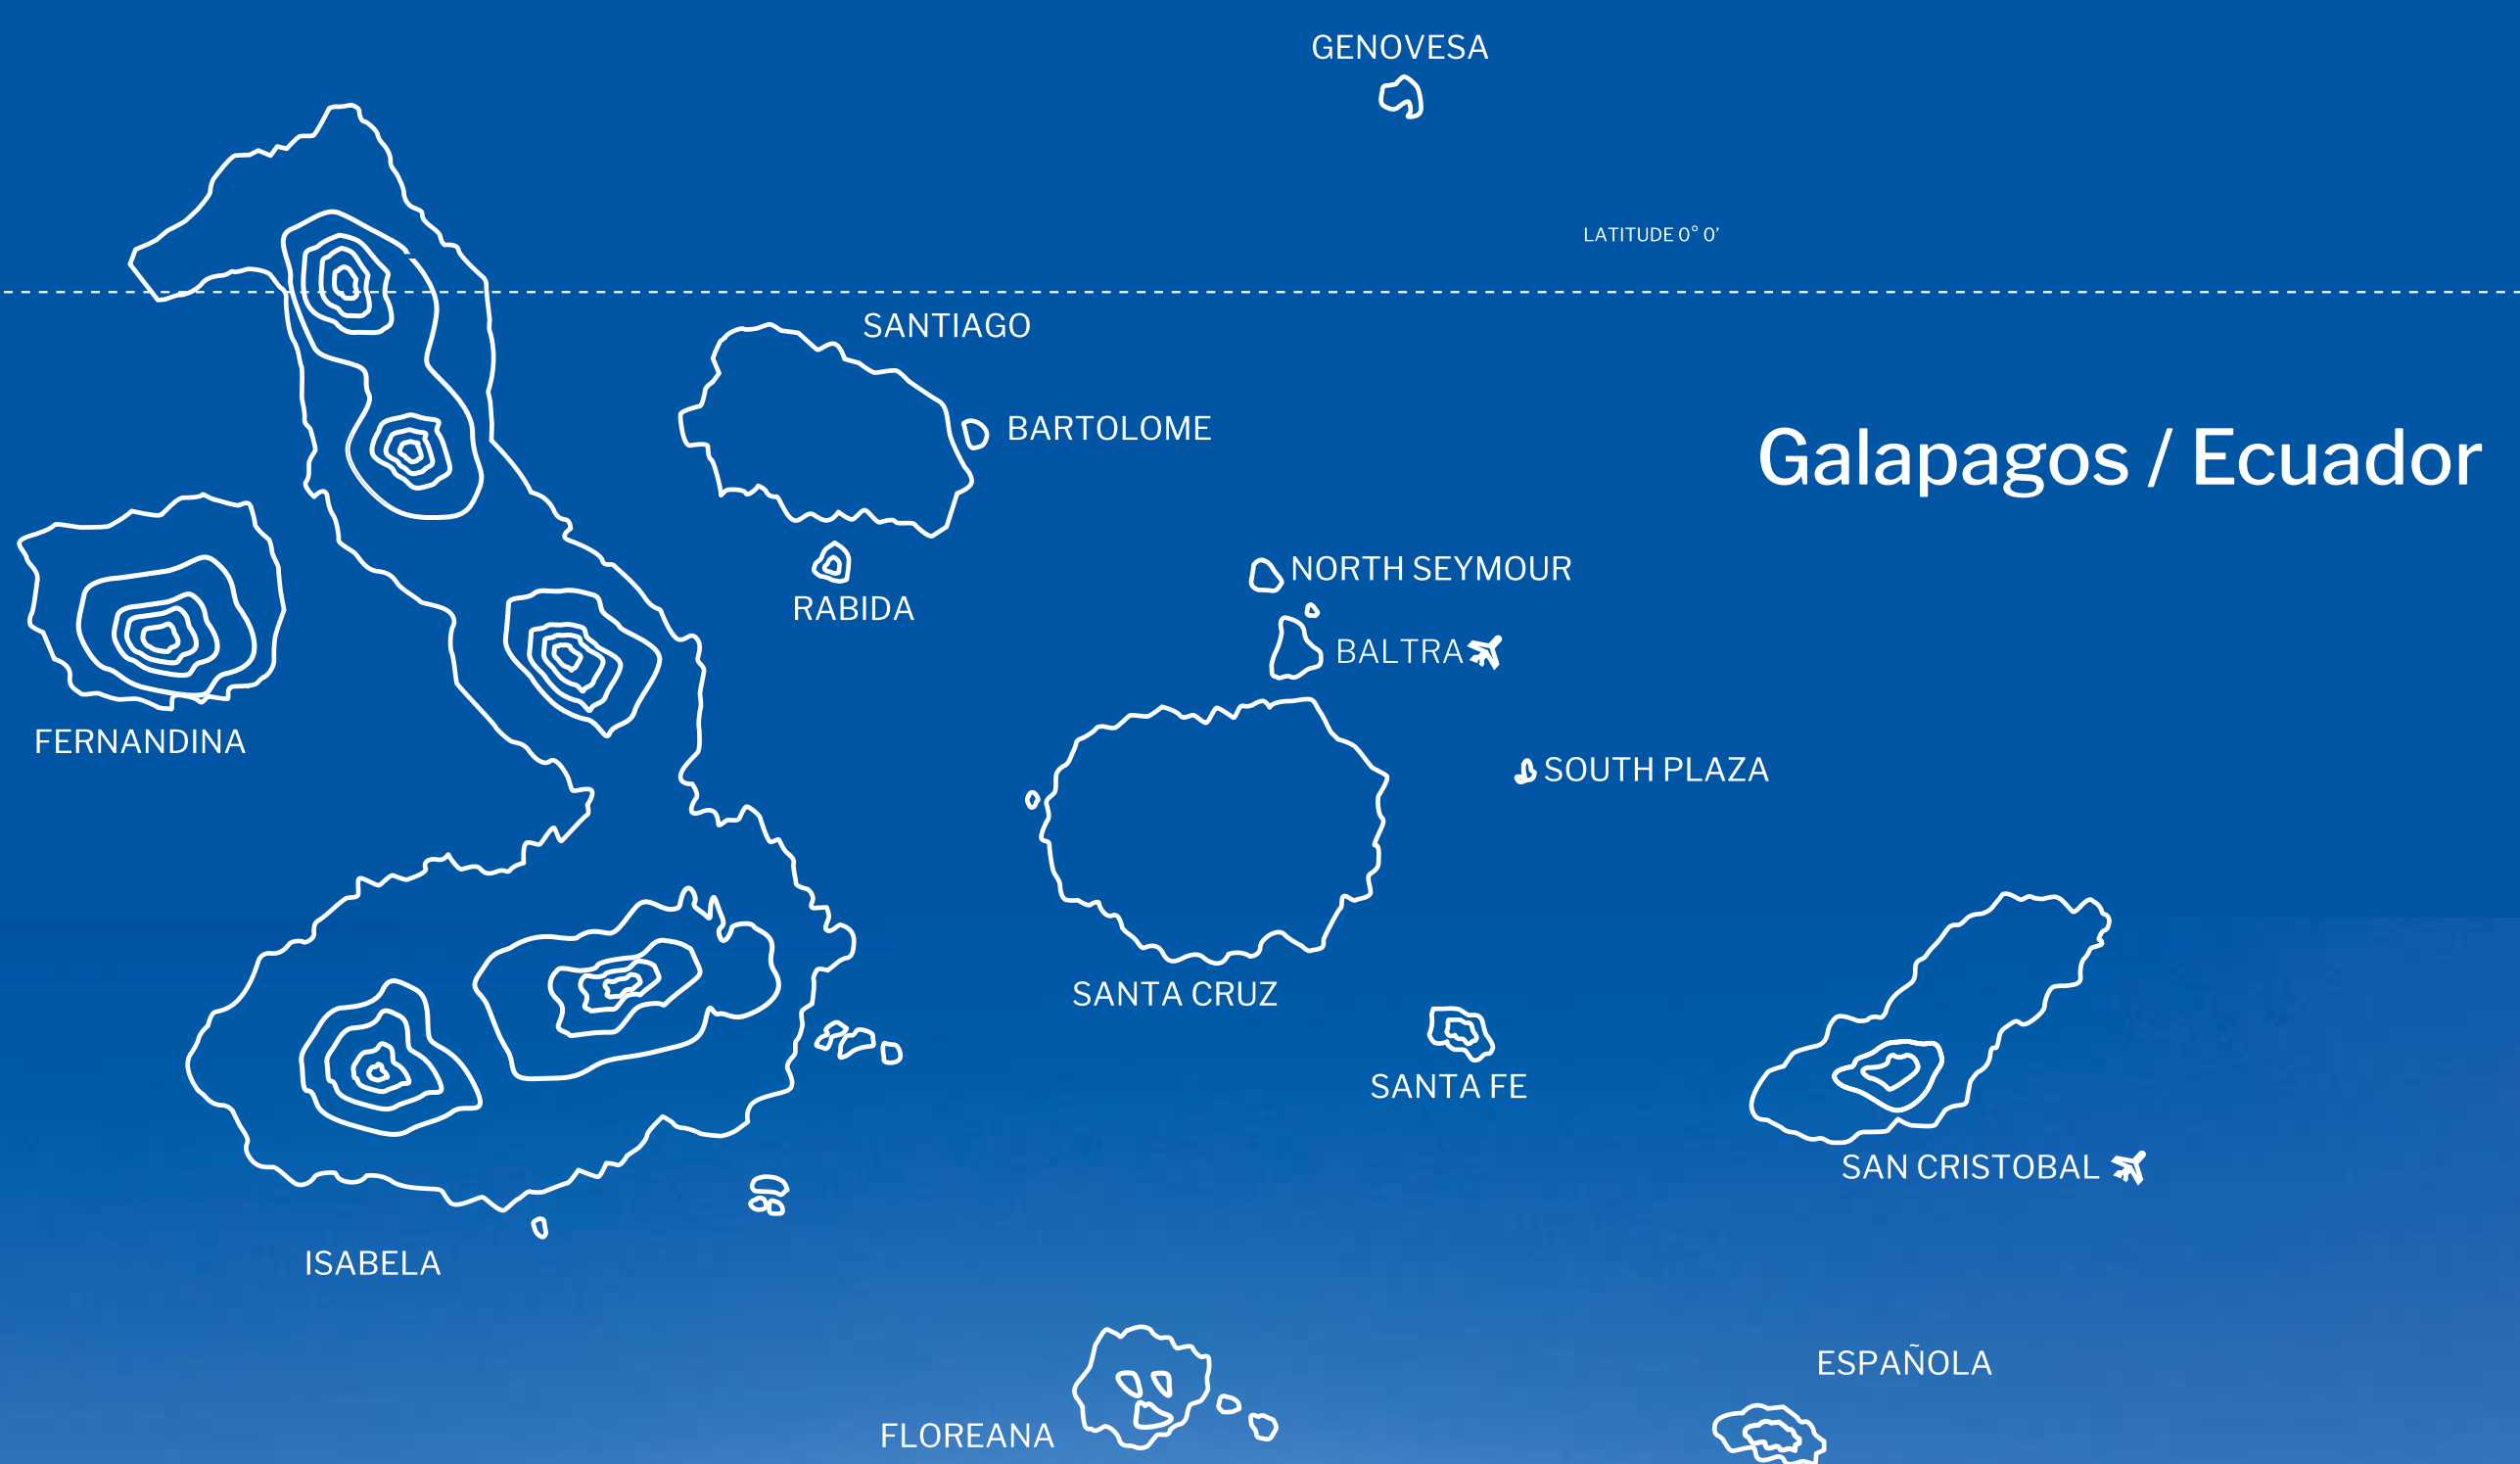 GENOVESA
LATITUDE 0° 0'
SANTIAGO
BARTOLOME
Galapagos / Ecuador
NORTH SEYMOUR
RABIDA
BALTRA
FERNANDINA
SOUTH PLAZA
SANTA CRUZ
SANTA FE
SAN CRISTOBAL
ISABELA
ESPAÑOLA
FLOREANA